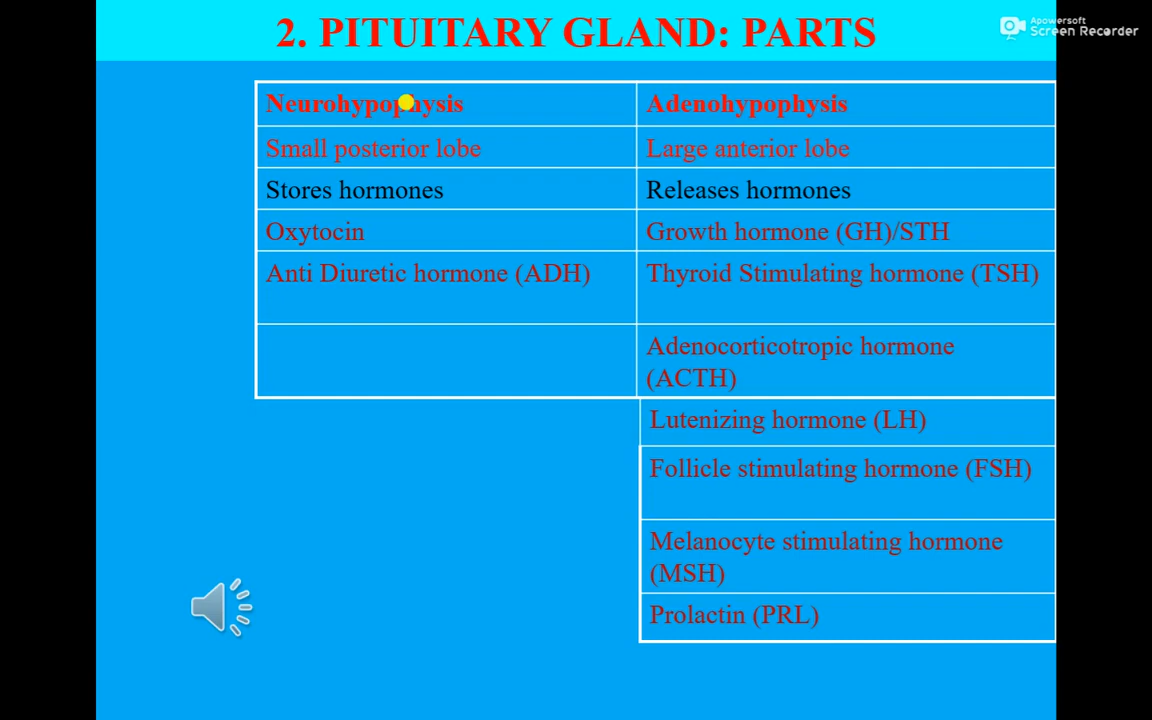 2. PITUITARY GLAND: PARTS
Apowersoft
Screen Recorder
Neurohypophysis
Adenohypophysis
Small posterior lobe
Large anterior lobe
Stores hormones
Releases hormones
Oxytocin
Growth hormone (GH)/STH
Anti Diuretic hormone (ADH)
Thyroid Stimulating hormone (TSH)
Adenocorticotropic hormone
(ACTH)
Lutenizing hormone (LH)
Follicle stimulating hormone (FSH)
Melanocyte stimulating hormone
(MSH)
Prolactin (PRL)